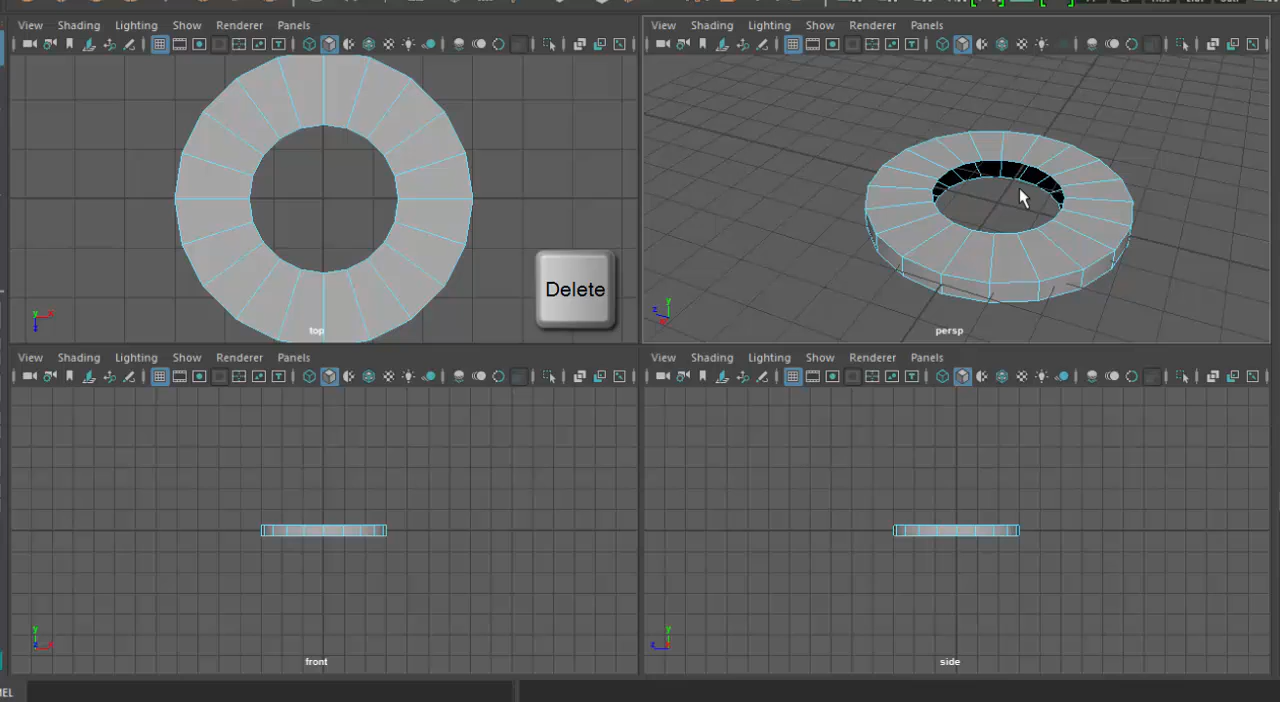 View Shading Lighting Show Renderer Panels
View Shading Lighting Show Renderer Panels
Delete
top
persp
View Shading Lighting Show Renderer Panels
View Shading Lighting Show Renderer Panels
front
side
MEL